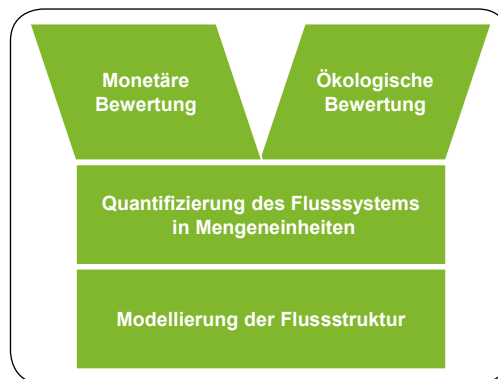 Monetäre
Bewertung
Ökologische
Bewertung
Quantifizierung des Flusssystems
in Mengeneinheiten
Modellierung der Flussstruktur